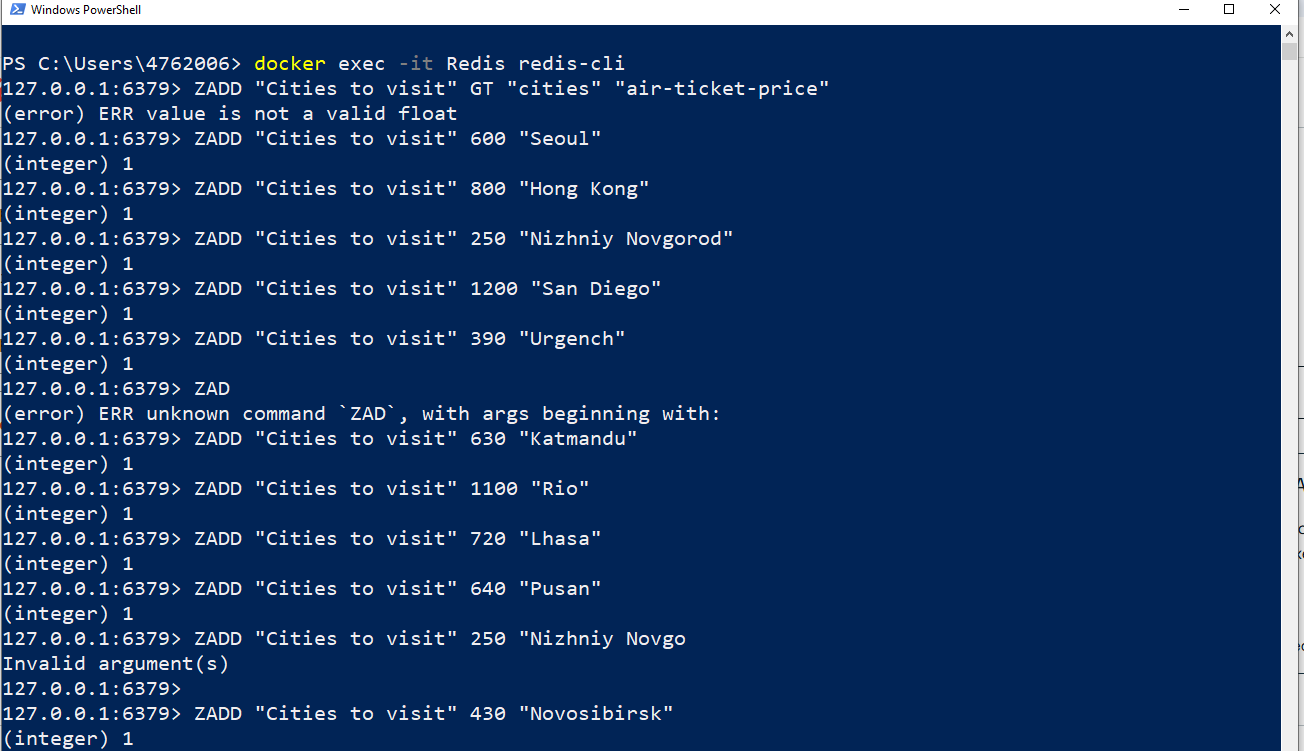 Windows PowerShell
PS C:\Users\4762006> docker exec -it Redis redis-cli
127.0.0.1:6379> ZADD "Cities to visit" GT "cities" "air-ticket-price"
(error) ERR value is not a valid float
127.0.0.1:6379> ZADD "Cities to visit" 600 "Seoul"
(integer) 1
127.0.0.1:6379> ZADD "Cities to visit" 800 "Hong Kong"
(integer) 1
127.0.0.1:6379> ZADD "Cities to visit" 250 "Nizhniy Novgorod"
(integer) 1
127.0.0.1:6379> ZADD "Cities to visit" 1200 "San Diego"
(integer) 1
127.0.0.1:6379> ZADD "Cities to visit" 390 "Urgench"
(integer) 1
127.0.0.1:6379> ZAD
(error) ERR unknown command `ZAD`, with args beginning with:
127.0.0.1:6379> ZADD "Cities to visit" 630 "Katmandu"
(integer) 1
127.0.0.1:6379> ZADD "Cities to visit" 1100 "Rio"
(integer) 1
127.0.0.1:6379> ZADD "Cities to visit" 720 "Lhasa"
(integer) 1
127.0.0.1:6379> ZADD "Cities to visit" 640 "Pusan"
(integer) 1
127.0.0.1:6379> ZADD "Cities to visit" 250 "Nizhniy Novgo
Invalid argument(s)
127.0.0.1:6379>
127.0.0.1:6379> ZADD "Cities to visit" 430 "Novosibirsk"
(integer) 1